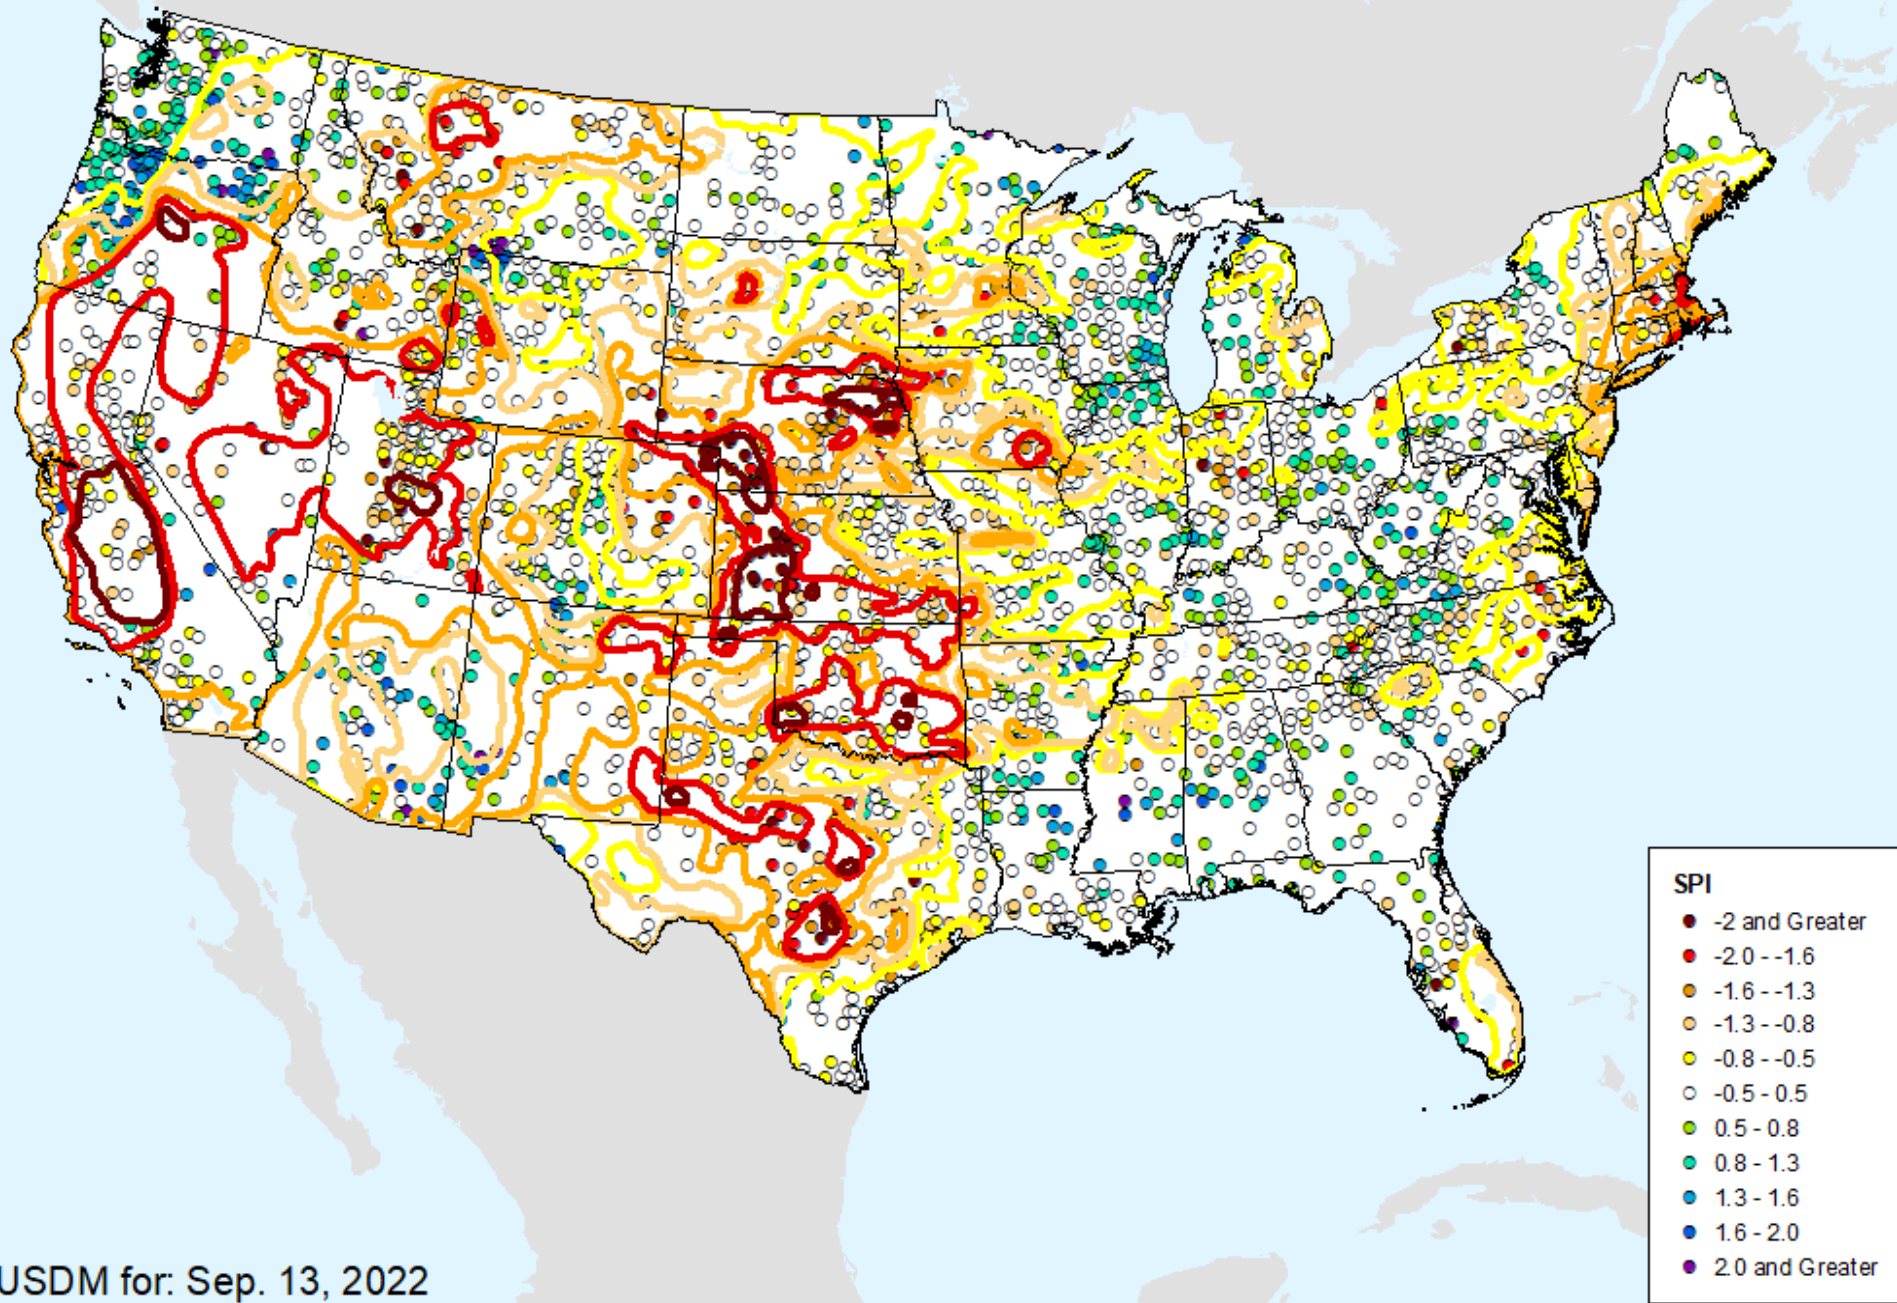 SPI
-2 and Greater
-2.0 - -1.6
-1.6 - -1.3
-1.3 - -0.8
-0.8 - -0.5
-0.5 - 0.5
0.5 - 0.8
0.8 - 1.3
1.3 - 1.6
1.6 - 2.0
2.0 and Greater
USDM for: Sep. 13, 2022